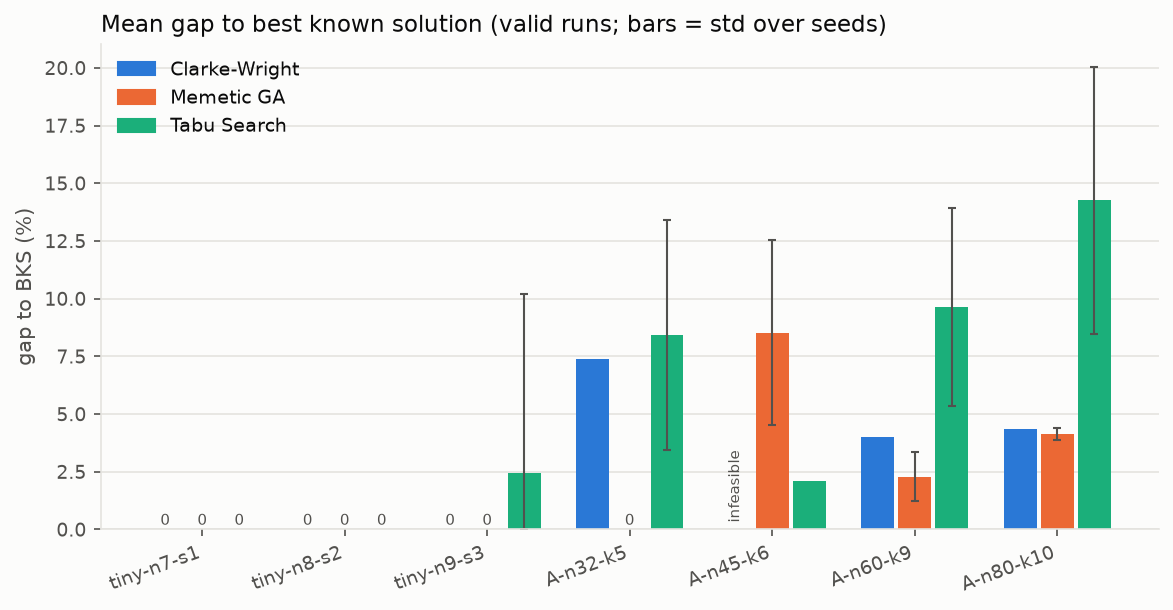 Mean gap to best known solution (valid runs; bars = std over seeds)
Clarke-Wright
Memetic GA
Tabu Search
gap to BKS (%)
20.0
17.5
15.0
12.5
10.0
7.5
5.0
2.5
0.0
0 0 0 0 0 0 0 0 0 infeasible
tiny-n7-s1 tiny-n8-s2 tiny-n9-s3 A-n32-k5 A-n45-k6 A-n60-k9 A-n80-k10